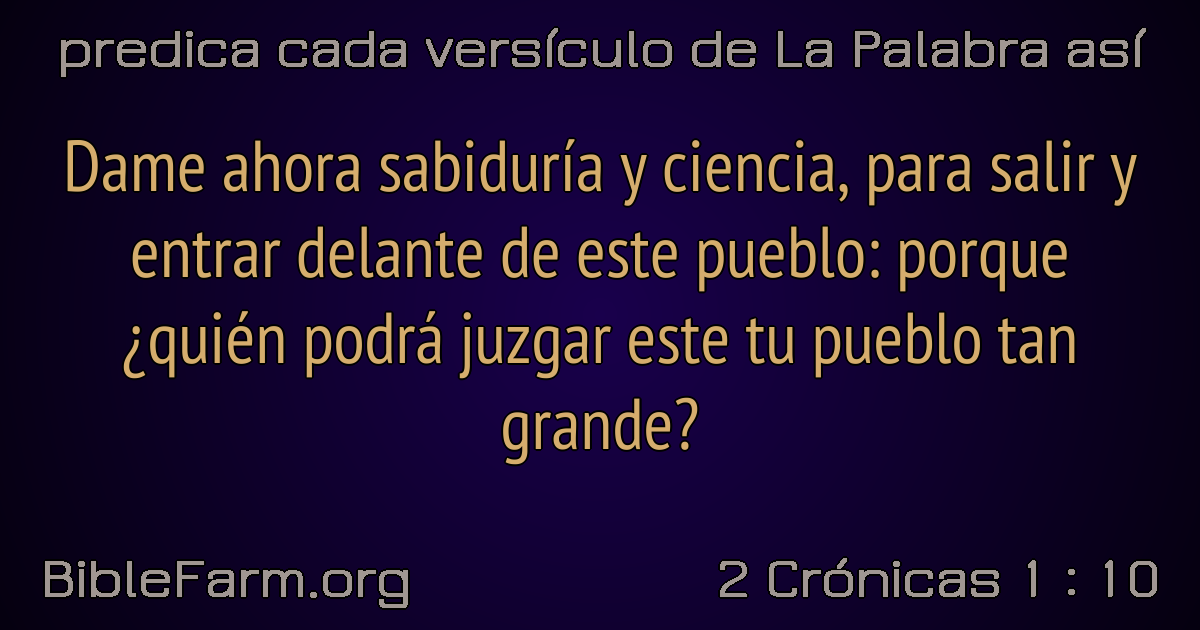 predica cada versículo de La Palabra así
Dame ahora sabiduría y ciencia, para salir y
entrar delante de este pueblo: porque
¿quién podrá juzgar este tu pueblo tan
grande?
BibleFarm.org
2 Crónicas 1 : 10